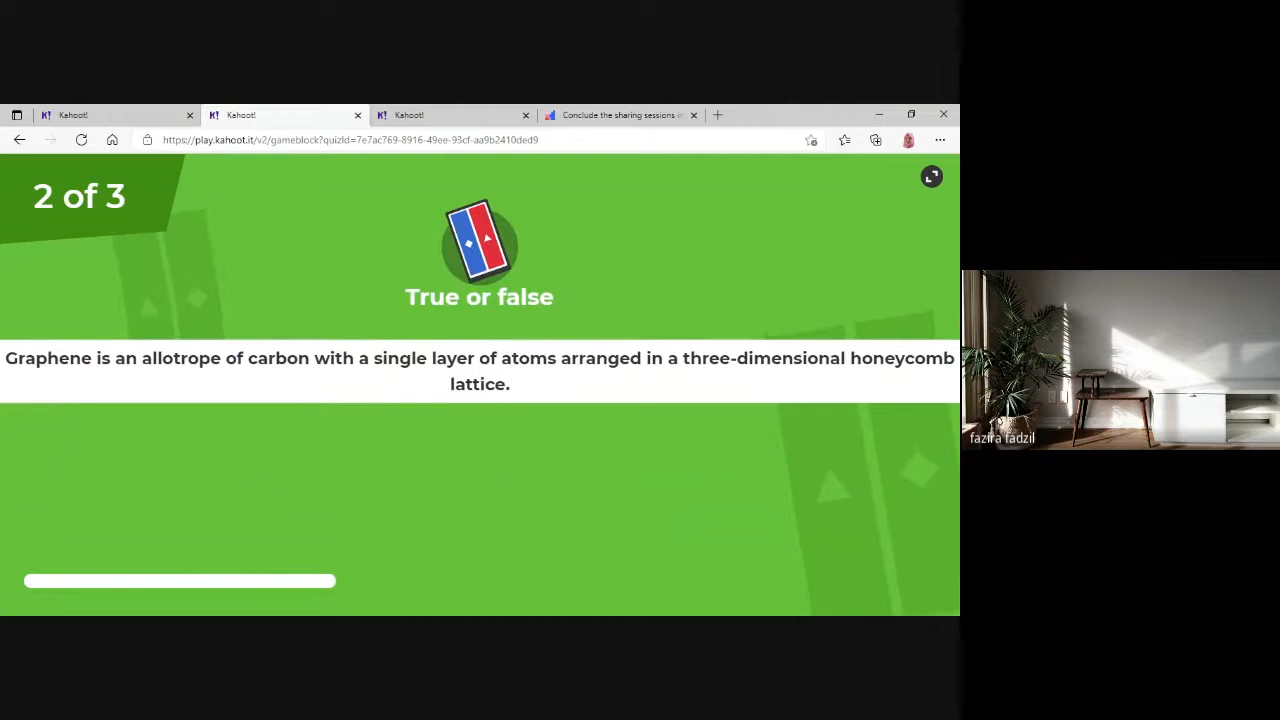 Kahoot!
Kahoot!
Kahoot!
Conclude the sharing sessions in
https://play.kahoot.it/v2/gameblock?quizId=7e7ac769-8916-49ee-93cf-aa9b2410ded9
2 of 3
True or false
Graphene is an allotrope of carbon with a single layer of atoms arranged in a three-dimensional honeycomb
lattice.
fazira fadzil